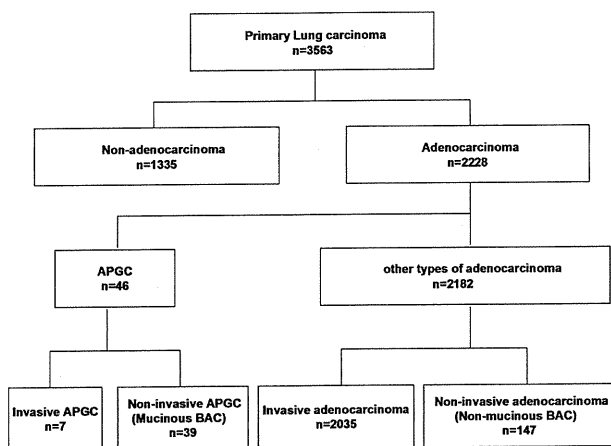 Primary Lung carcinoma
n=3563
Non-adenocarcinoma
n=1335
Adenocarcinoma
n=2228
APGC
n=46
other types of adenocarcinoma
n=2182
Invasive APGC
n=7
Non-invasive APGC
(Mucinous BAC)
n=39
Invasive adenocarcinoma
n=2035
Non-invasive adenocarcinoma
(Non-mucinous BAC)
n=147